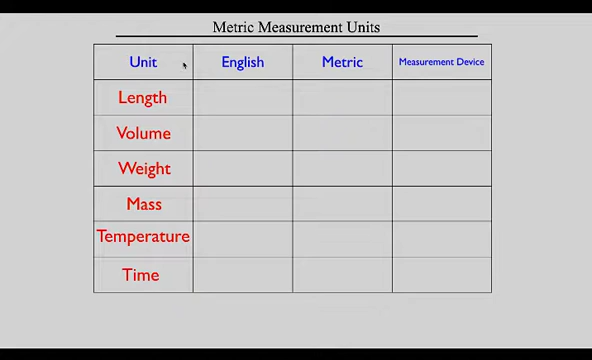 Metric Measurement Units
Unit English Metric Measurement Device
Length
Volume
Weight
Mass
Temperature
Time